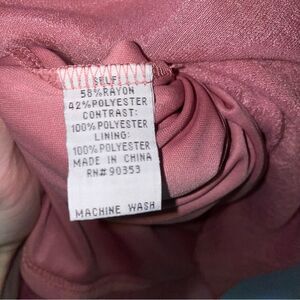 SELF:
58%RAYON
42%POLYESTER
CONTRAST:
100%POLYESTER
LINING:
100%POLYESTER
MADE IN CHINA
RN#90353
MACHINE WASH